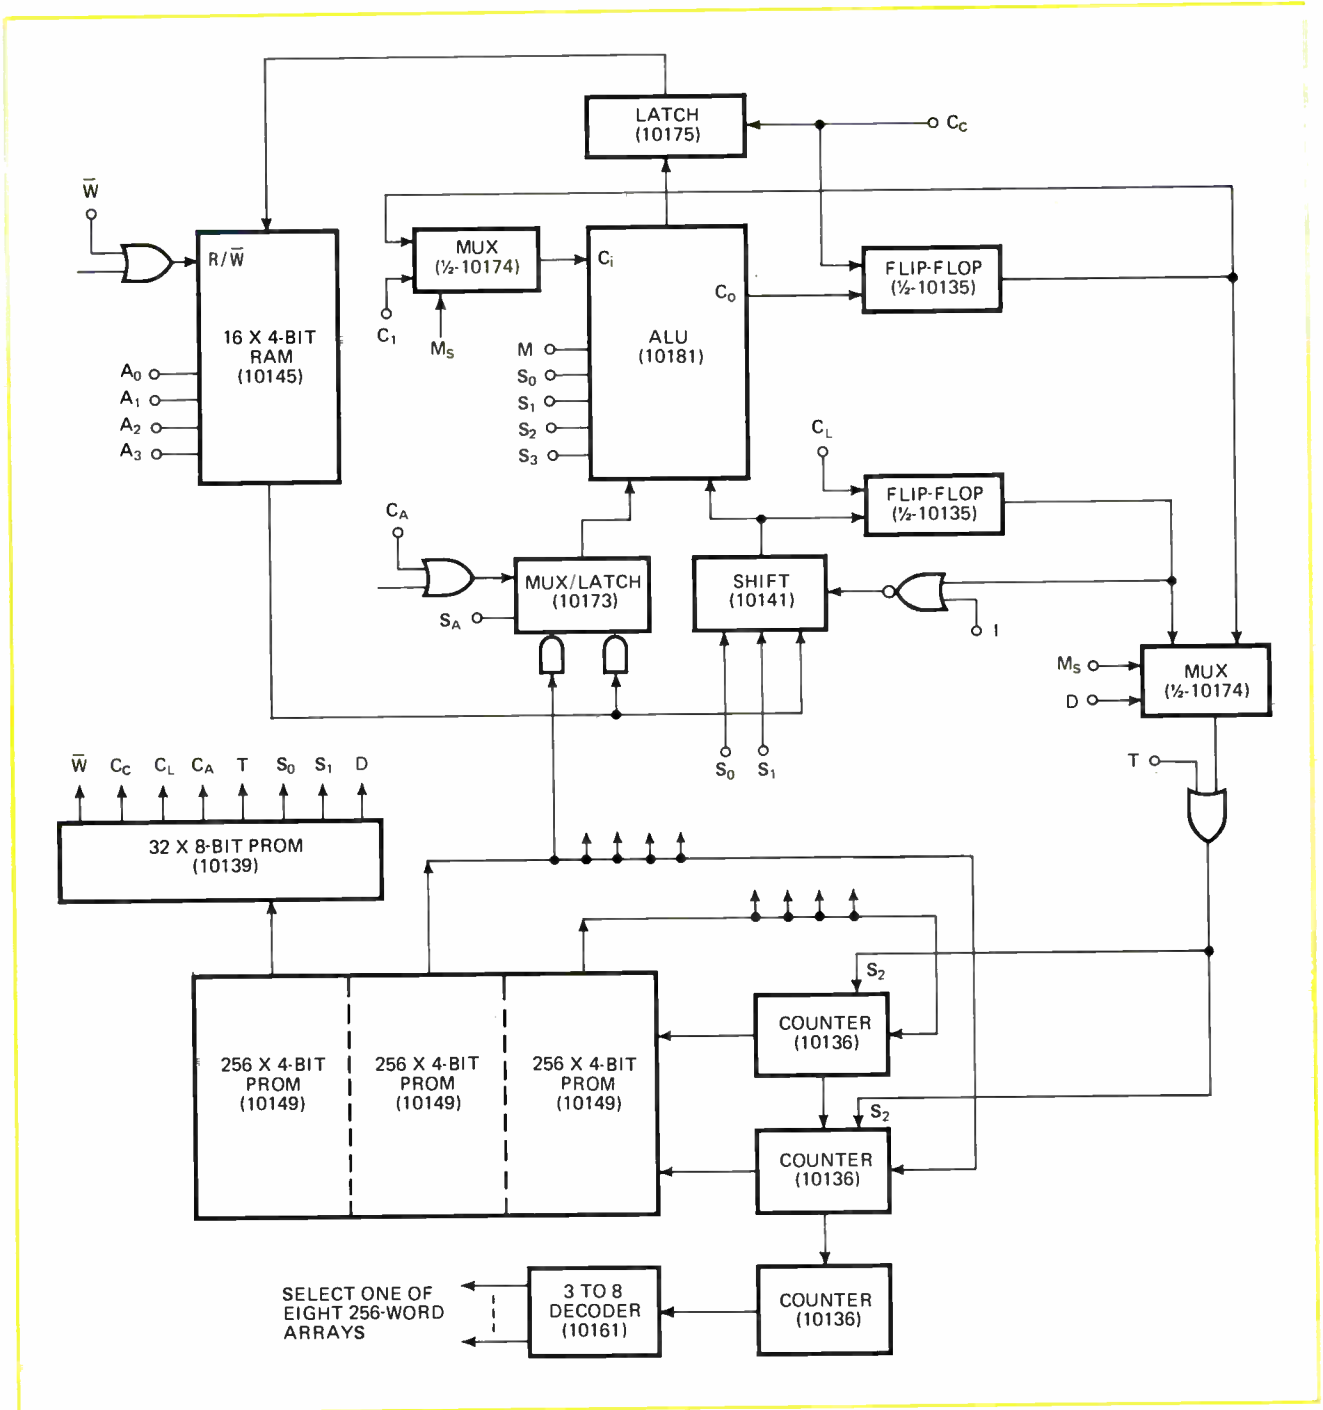 LATCH
(10175)
C_C
W̅
R/W̅
16 X 4-BIT
RAM
(10145)
A_0
A_1
A_2
A_3
MUX
(½-10174)
C_1
M_S
C_i
C_O
ALU
(10181)
M
S_0
S_1
S_2
S_3
FLIP-FLOP
(½-10135)
C_L
FLIP-FLOP
(½-10135)
C_A
MUX/LATCH
(10173)
S_A
SHIFT
(10141)
1
S_0 S_1
M_S
D
MUX
(½-10174)
T
W̅ C_C C_L C_A T S_0 S_1 D
32 X 8-BIT PROM
(10139)
256 X 4-BIT
PROM
(10149)
256 X 4-BIT
PROM
(10149)
256 X 4-BIT
PROM
(10149)
S_2
COUNTER
(10136)
S_2
COUNTER
(10136)
COUNTER
(10136)
3 TO 8
DECODER
(10161)
SELECT ONE OF
EIGHT 256-WORD
ARRAYS